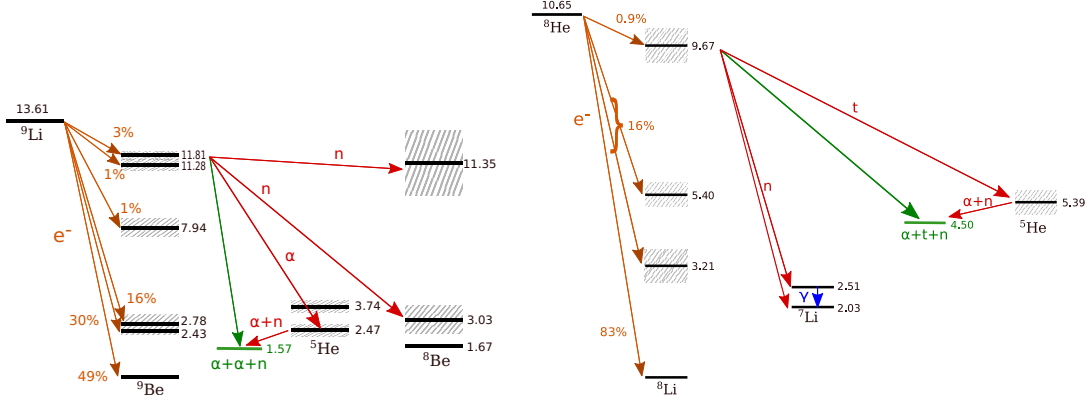 13.61
⁹Li
3%
1%
1%
e⁻
16%
30%
49%
11.81
11.28
7.94
2.78
2.43
⁹Be
n
n
α
α+n
1.57
α+α+n
3.74
2.47
⁵He
11.35
3.03
1.67
⁸Be
10.65
⁸He
0.9%
e⁻
}16%
83%
9.67
5.40
3.21
⁸Li
t
n
α+n
4.50
α+t+n
5.39
⁵He
2.51
γ
2.03
⁷Li